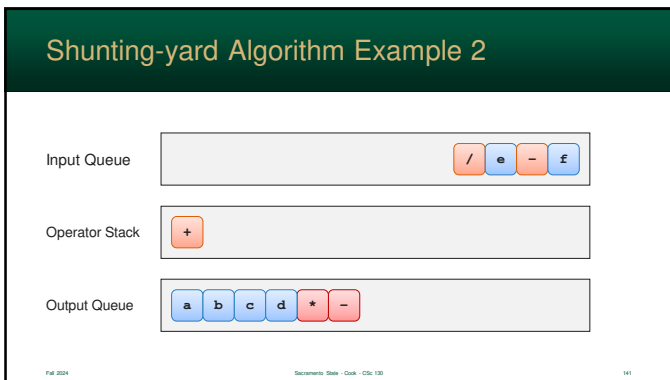 Shunting-yard Algorithm Example 2
Input Queue / e - f
Operator Stack +
Output Queue a b c d * -
Fall 2024 Sacramento State - Cook - CSc 130 141